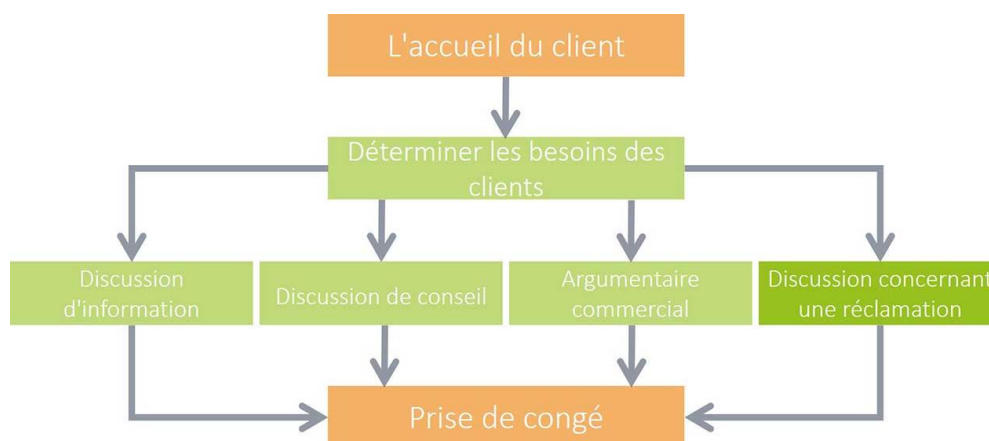 L'accueil du client
Déterminer les besoins des
clients
Discussion
d'information
Discussion de conseil
Argumentaire
commercial
Discussion concernant
une réclamation
Prise de congé